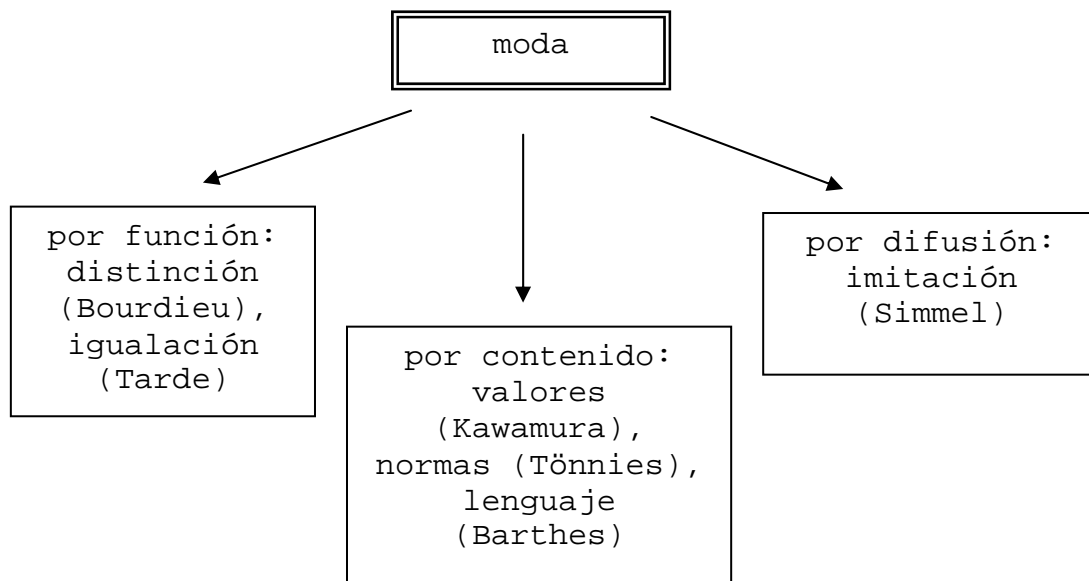 moda
por función:
distinción
(Bourdieu),
igualación
(Tarde)
por contenido:
valores
(Kawamura),
normas (Tönnies),
lenguaje
(Barthes)
por difusión:
imitación
(Simmel)